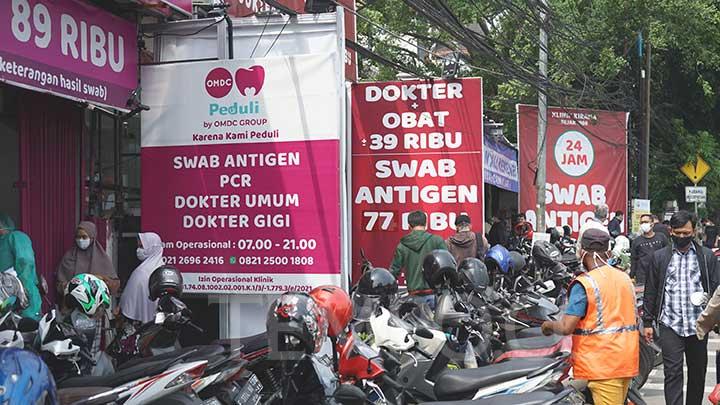 89 RIBU
keterangan hasil swab)
OMDC
Peduli
by OMDC GROUP
Karena Kami Peduli
SWAB ANTIGEN
PCR
DOKTER UMUM
DOKTER GIGI
Operasional : 07.00 - 21.00
021 2696 2416
0821 2500 1808
Izin Operasional Klinik
DOKTER
+
OBAT
39 RIBU
SWAB
ANTIGEN
77 RIBU
24
JAM
SWAB
TEMPO